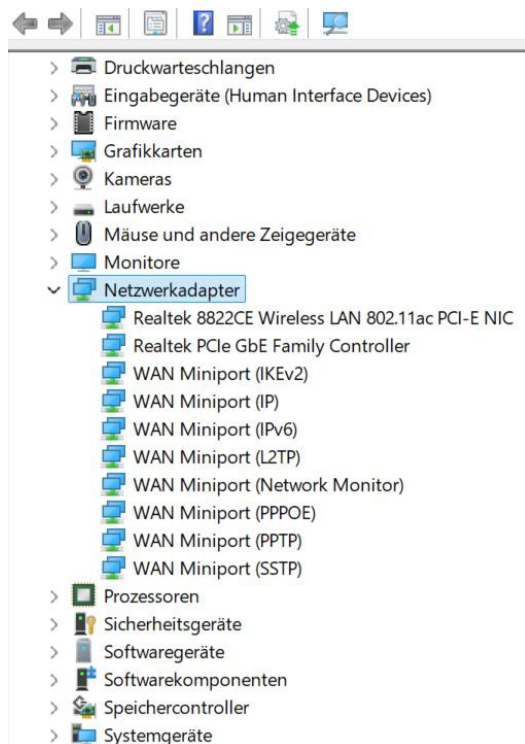 Druckwarteschlangen
Eingabegeräte (Human Interface Devices)
Firmware
Grafikkarten
Kameras
Laufwerke
Mäuse und andere Zeigegeräte
Monitore
Netzwerkadapter
Realtek 8822CE Wireless LAN 802.11ac PCI-E NIC
Realtek PCIe GbE Family Controller
WAN Miniport (IKEv2)
WAN Miniport (IP)
WAN Miniport (IPv6)
WAN Miniport (L2TP)
WAN Miniport (Network Monitor)
WAN Miniport (PPPOE)
WAN Miniport (PPTP)
WAN Miniport (SSTP)
Prozessoren
Sicherheitsgeräte
Softwaregeräte
Softwarekomponenten
Speichercontroller
Systemgeräte